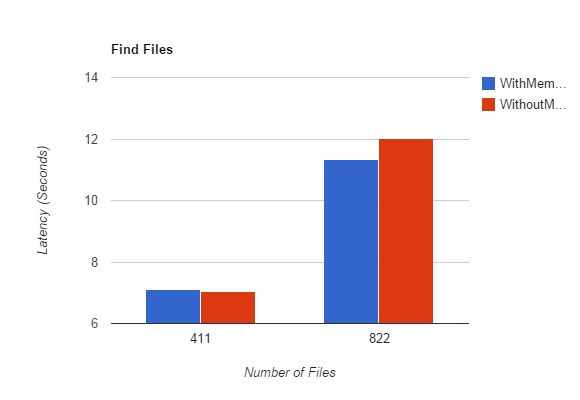 Find Files
14
12
10
8
6
Latency (Seconds)
411
822
Number of Files
WithMem...
WithoutM...